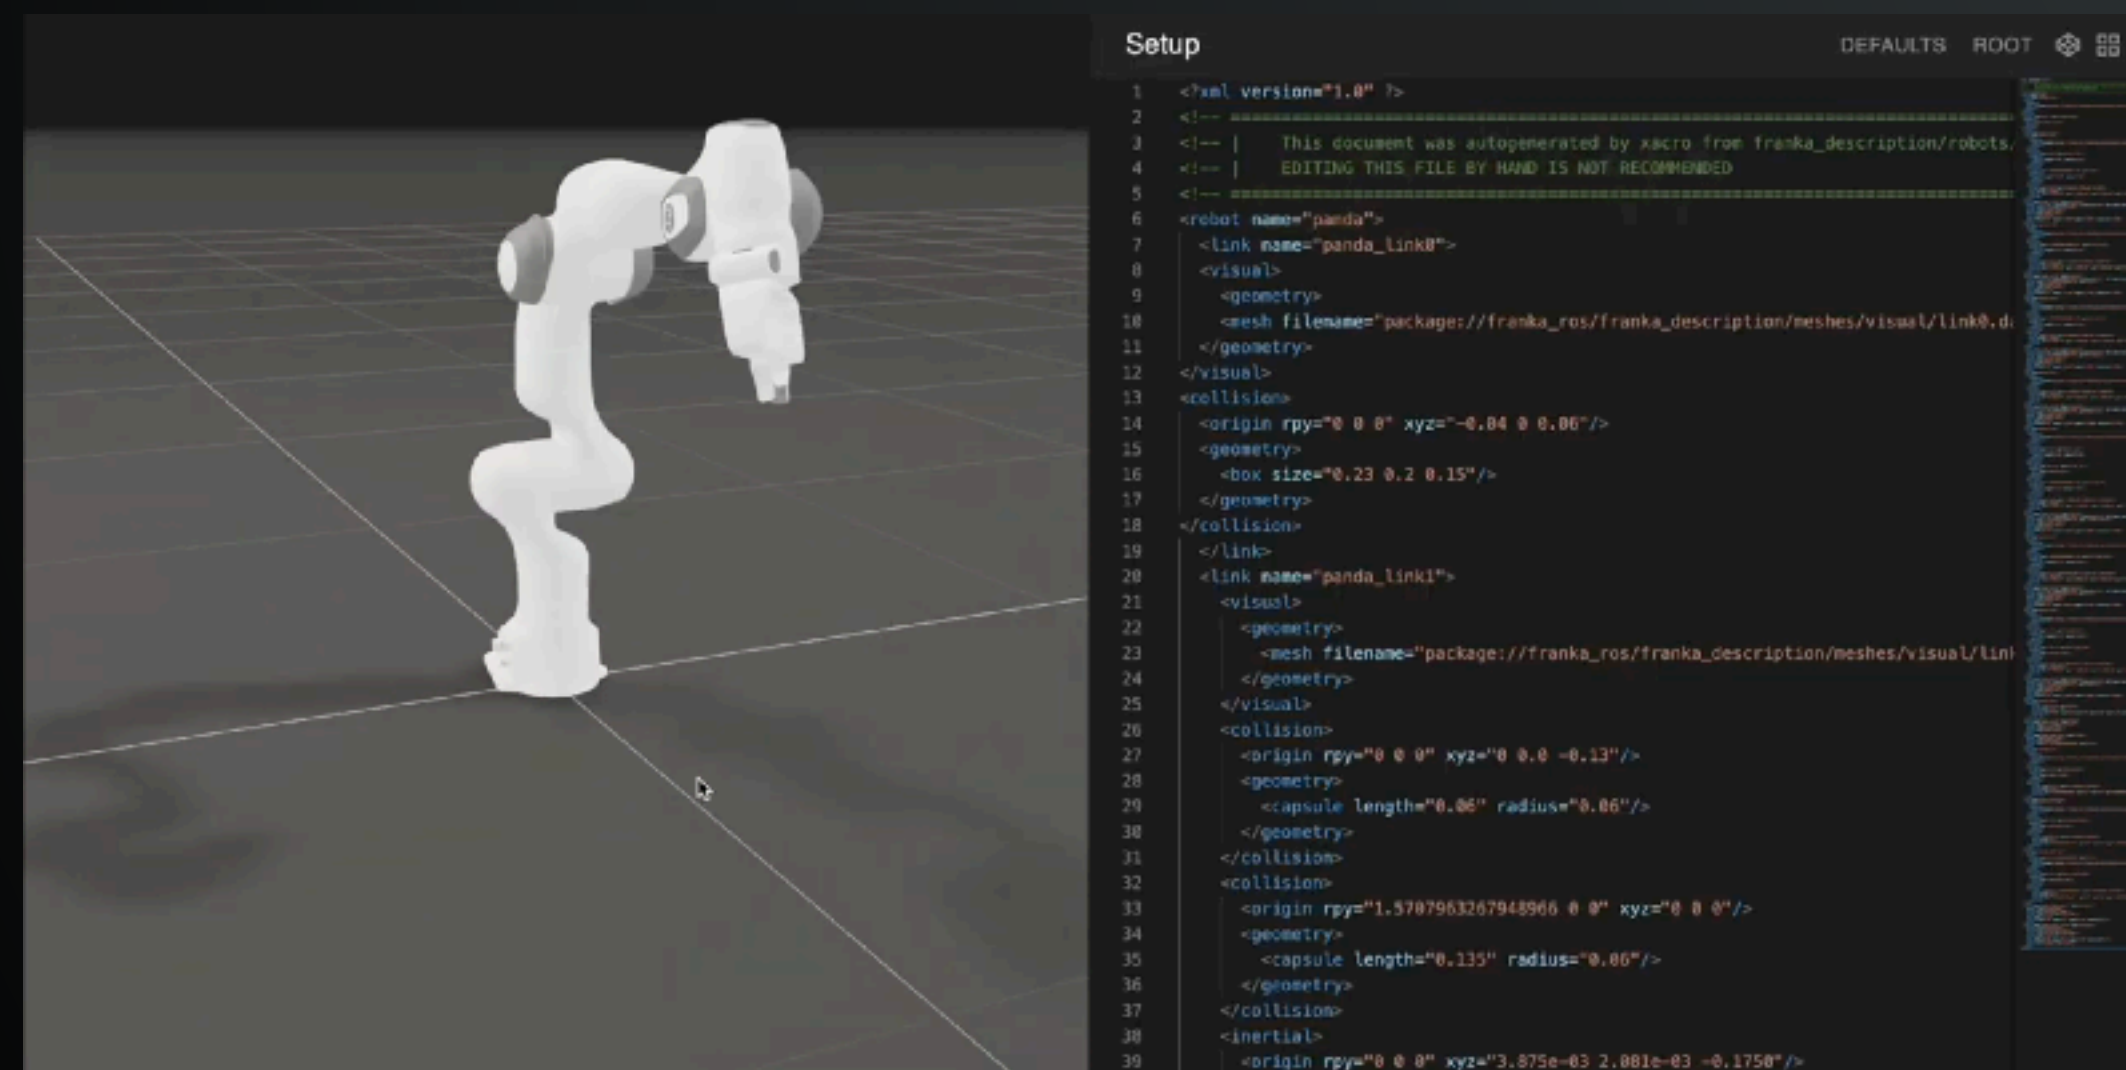 Setup
DEFAULTS ROOT
1 <?xml version="1.0" ?>
2 <!-- =====================================================================
3 <!-- |    This document was autogenerated by xacro from franka_description/robots/
4 <!-- |    EDITING THIS FILE BY HAND IS NOT RECOMMENDED
5 <!-- =====================================================================
6 <robot name="panda">
7 <link name="panda_link0">
8 <visual>
9 <geometry>
10 <mesh filename="package://franka_ros/franka_description/meshes/visual/link0.d
11 </geometry>
12 </visual>
13 <collision>
14 <origin rpy="0 0 0" xyz="-0.04 0 0.06"/>
15 <geometry>
16 <box size="0.23 0.2 0.15"/>
17 </geometry>
18 </collision>
19 </link>
20 <link name="panda_link1">
21 <visual>
22 <geometry>
23 <mesh filename="package://franka_ros/franka_description/meshes/visual/lin
24 </geometry>
25 </visual>
26 <collision>
27 <origin rpy="0 0 0" xyz="0 0.0 -0.13"/>
28 <geometry>
29 <capsule length="0.06" radius="0.06"/>
30 </geometry>
31 </collision>
32 <collision>
33 <origin rpy="1.5707963267948966 0 0" xyz="0 0 0"/>
34 <geometry>
35 <capsule length="0.135" radius="0.06"/>
36 </geometry>
37 </collision>
38 <inertial>
39 <origin rpy="0 0 0" xyz="3.875e-03 2.081e-03 -0.1750"/>